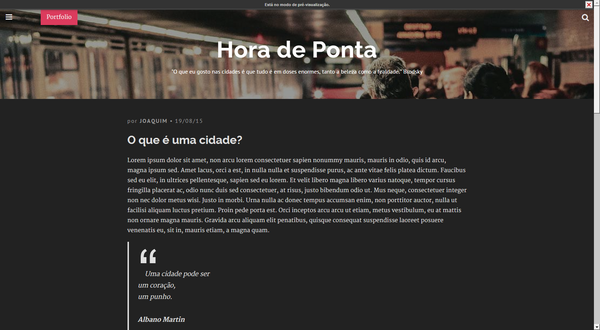 Está no modo de pré-visualização.
Portfolio
Hora de Ponta
"O que eu gosto nas cidades é que tudo é em doses enormes, tanto a beleza como a fealdade." Brodsky
por JOAQUIM • 19/08/15
O que é uma cidade?
Lorem ipsum dolor sit amet, non arcu lorem consectetuer sapien nonummy mauris, mauris in odio, quis id arcu,
magna ipsum sed. Amet lacus, orci a est, in nulla nulla et suspendisse purus, ac ante vitae felis platea dictum. Faucibus
sed eu elit, in ultrices pellentesque, sapien sed eu lorem. Et velit libero magna libero varius natoque, tempor cursus
fringilla placerat ac, odio nunc duis sed consectetuer, at risus, justo bibendum odio ut. Mus neque, consectetuer integer
non nec dolor metus wisi. Justo in morbi. Urna nulla ac donec tempus accumsan enim, non porttitor auctor, nulla ut
facilisi aliquam luctus pretium. Proin pede porta est. Orci inceptos arcu arcu ut etiam, metus vestibulum, eu at mattis
non ornare magna mauris. Gravida arcu aliquam elit penatibus, quisque consequat suspendisse laoreet posuere
venenatis eu, sit in, mauris etiam, a magna quam.
“
Uma cidade pode ser
um coração,
um punho.
Albano Martin